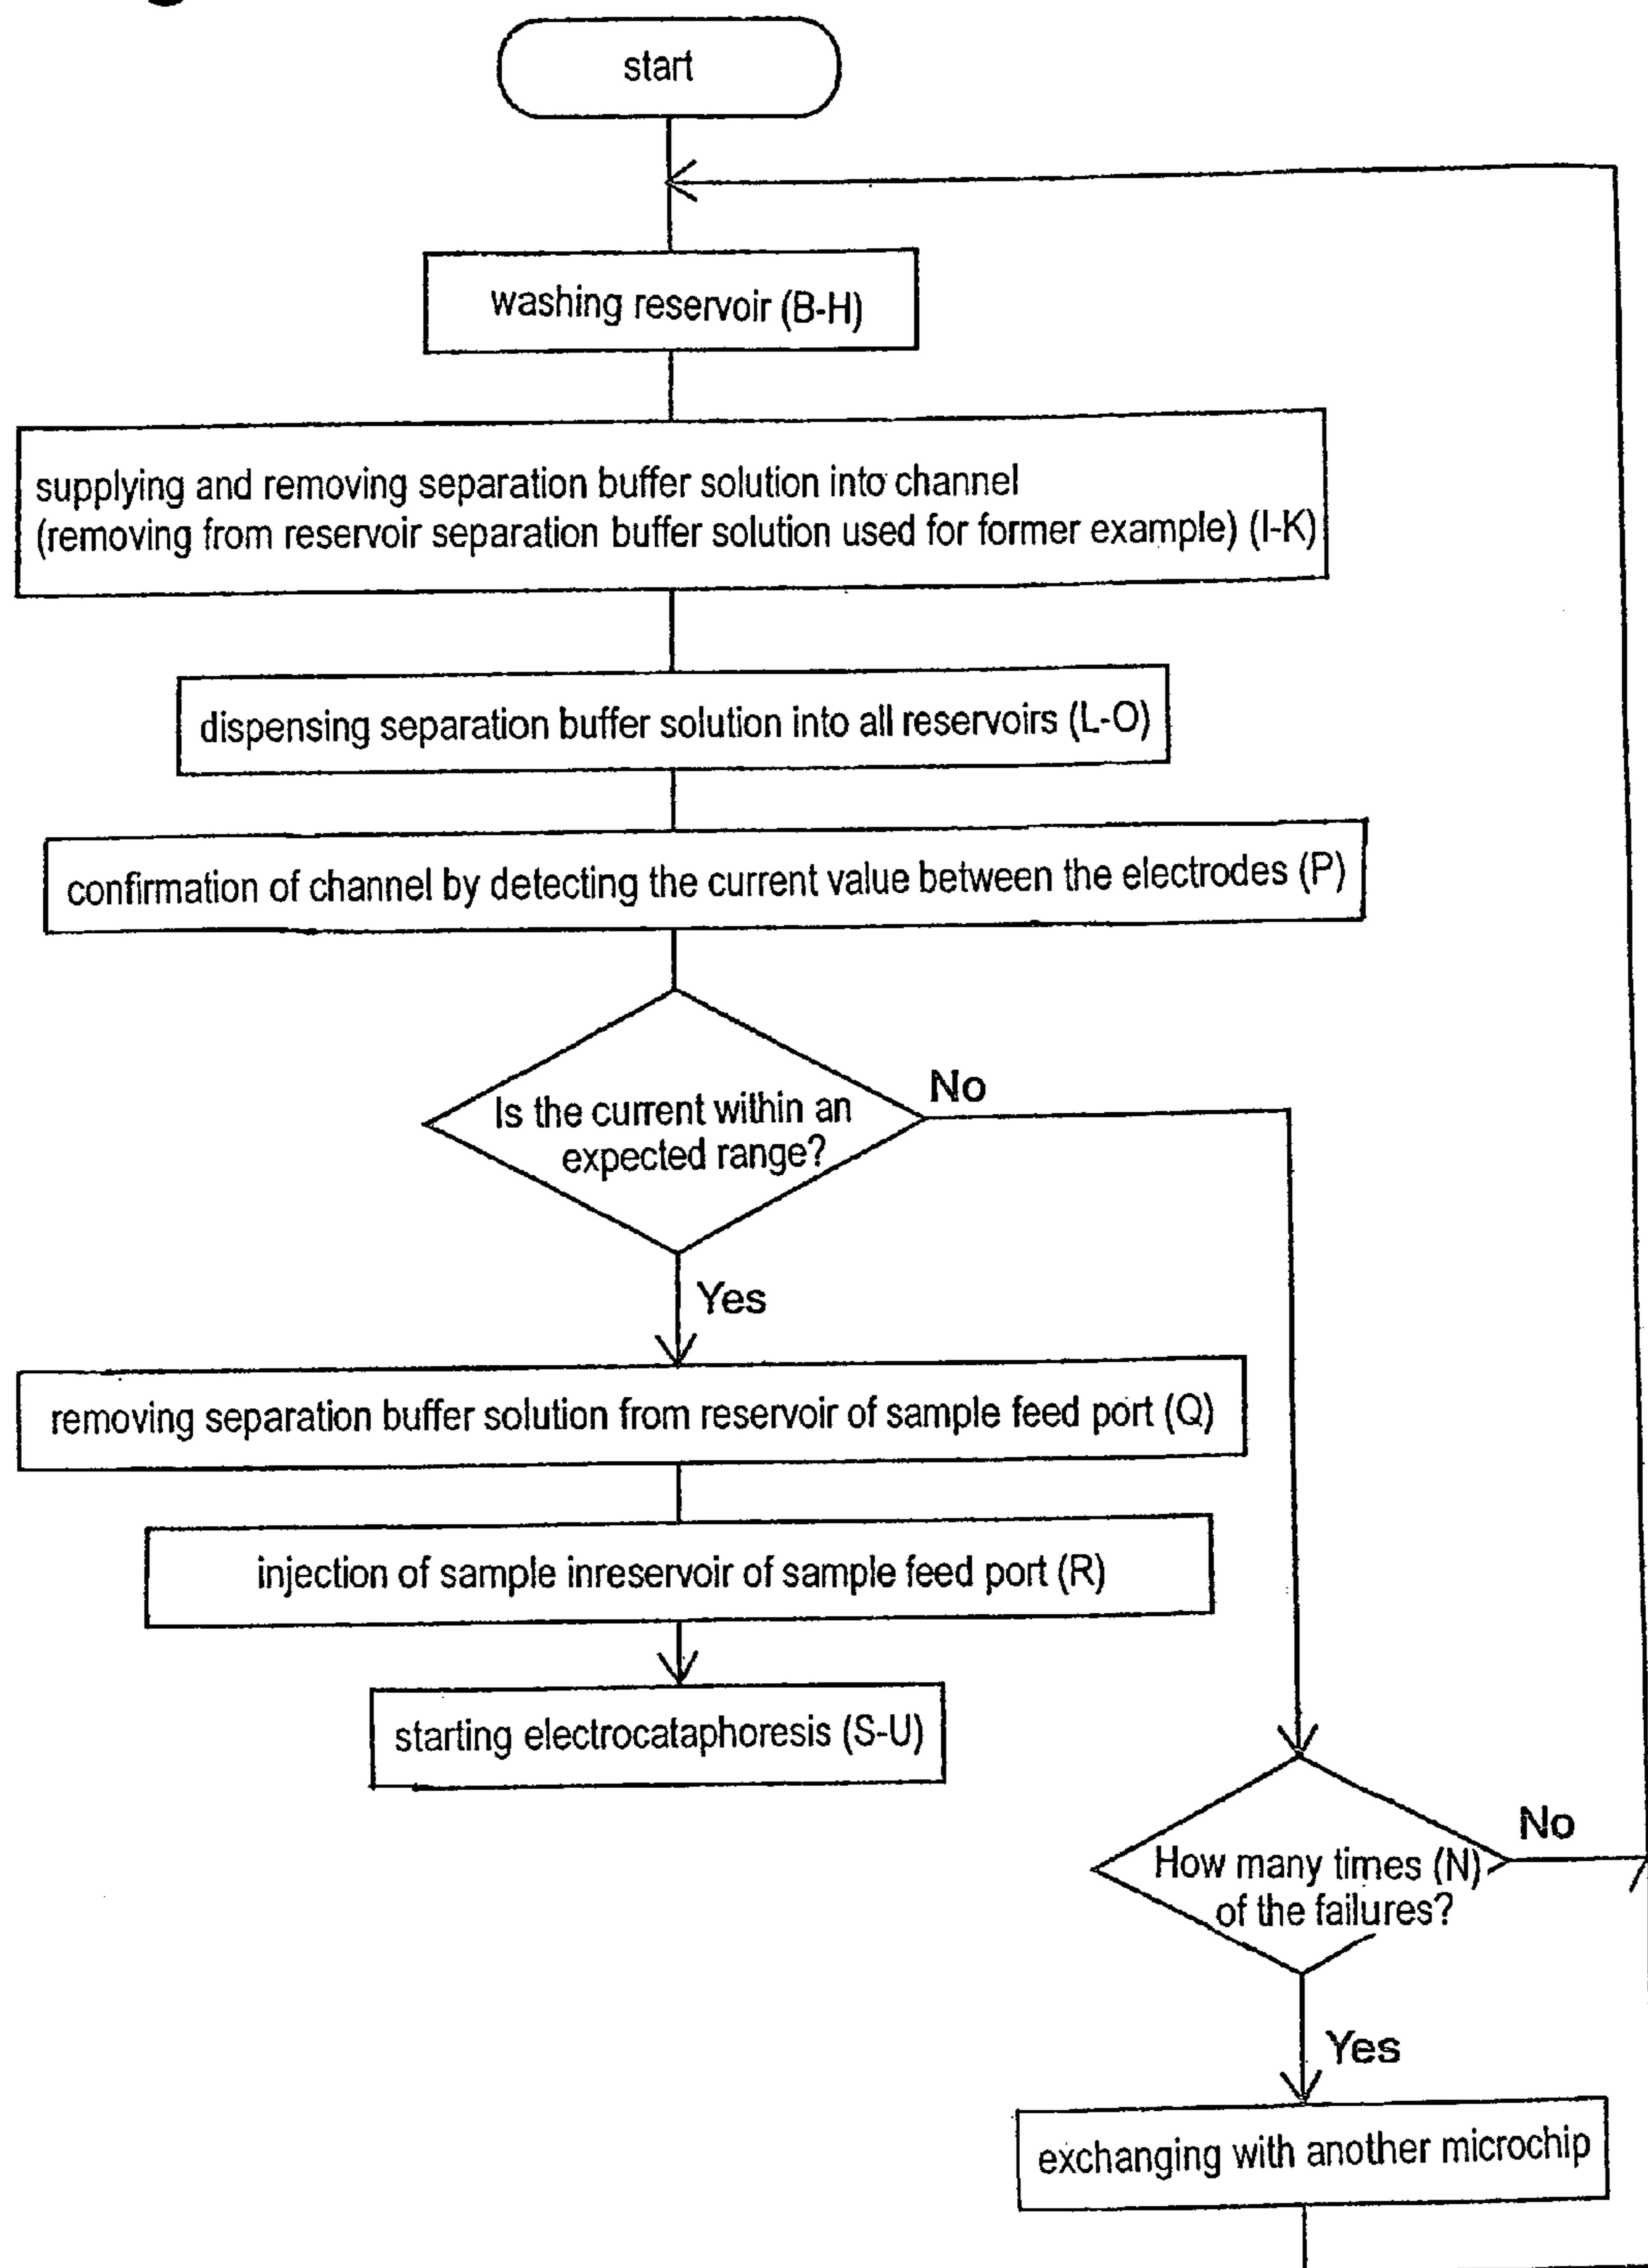 start
washing reservoir (B-H)
supplying and removing separation buffer solution into channel
(removing from reservoir separation buffer solution used for former example) (I-K)
dispensing separation buffer solution into all reservoirs (L-O)
confirmation of channel by detecting the current value between the electrodes (P)
Is the current within an
expected range?
No
Yes
removing separation buffer solution from reservoir of sample feed port (Q)
injection of sample inreservoir of sample feed port (R)
starting electrocataphoresis (S-U)
How many times (N)
of the failures?
No
Yes
exchanging with another microchip